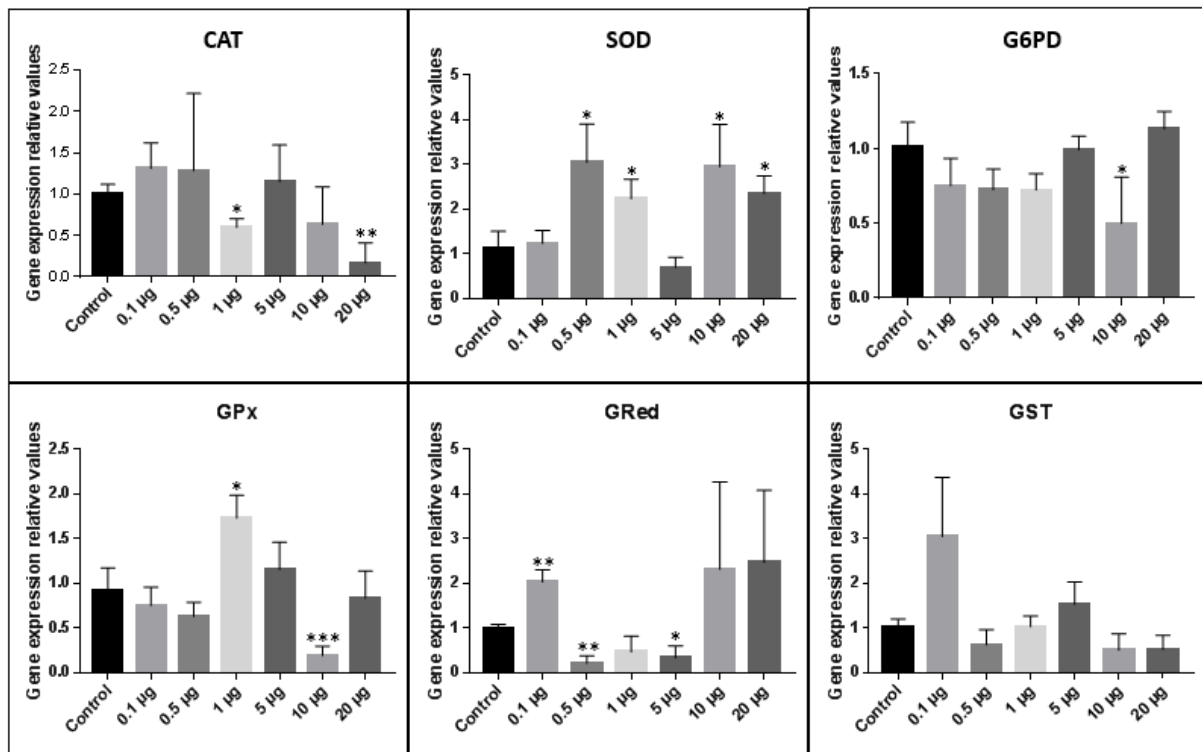 CAT
Gene expression relative values
2.5
2.0
1.5
1.0
0.5
0.0
*
**
Control
0.1 µg
0.5 µg
1 µg
5 µg
10 µg
20 µg
SOD
Gene expression relative values
5
4
3
2
1
0
*
*
*
*
Control
0.1 µg
0.5 µg
1 µg
5 µg
10 µg
20 µg
G6PD
Gene expression relative values
1.5
1.0
0.5
0.0
*
Control
0.1 µg
0.5 µg
1 µg
5 µg
10 µg
20 µg
GPx
Gene expression relative values
2.5
2.0
1.5
1.0
0.5
0.0
*
***
Control
0.1 µg
0.5 µg
1 µg
5 µg
10 µg
20 µg
GRed
Gene expression relative values
5
4
3
2
1
0
**
**
*
Control
0.1 µg
0.5 µg
1 µg
5 µg
10 µg
20 µg
GST
Gene expression relative values
5
4
3
2
1
0
Control
0.1 µg
0.5 µg
1 µg
5 µg
10 µg
20 µg